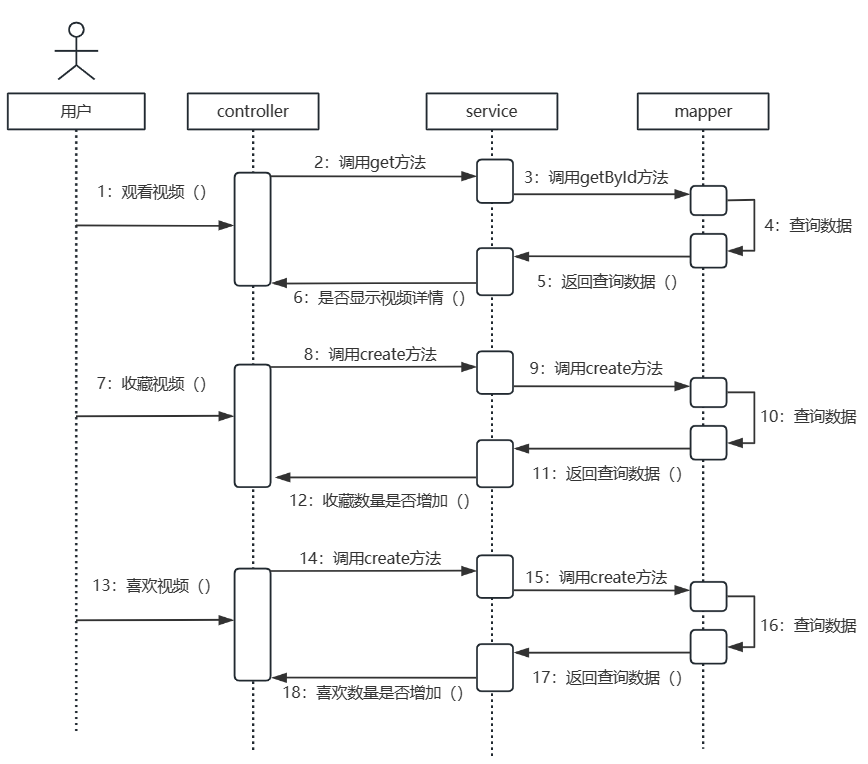 用户
controller
service
mapper
1：观看视频（）
2：调用get方法
3：调用getById方法
4：查询数据
5：返回查询数据（）
6：是否显示视频详情（）
7：收藏视频（）
8：调用create方法
9：调用create方法
10：查询数据
11：返回查询数据（）
12：收藏数量是否增加（）
13：喜欢视频（）
14：调用create方法
15：调用create方法
16：查询数据
17：返回查询数据（）
18：喜欢数量是否增加（）